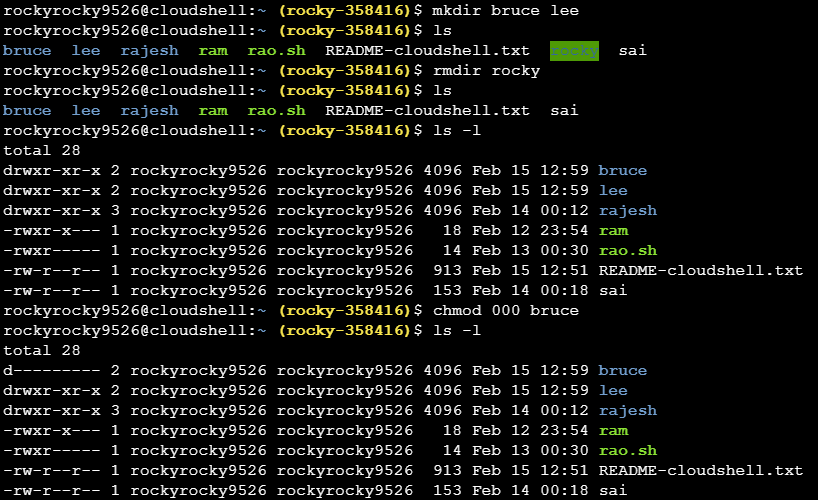 rockyrocky9526@cloudshell:~ (rocky-358416)$ mkdir bruce lee
rockyrocky9526@cloudshell:~ (rocky-358416)$ ls
bruce  lee  rajesh  ram  rao.sh  README-cloudshell.txt  rocky  sai
rockyrocky9526@cloudshell:~ (rocky-358416)$ rmdir rocky
rockyrocky9526@cloudshell:~ (rocky-358416)$ ls
bruce  lee  rajesh  ram  rao.sh  README-cloudshell.txt  sai
rockyrocky9526@cloudshell:~ (rocky-358416)$ ls -l
total 28
drwxr-xr-x 2 rockyrocky9526 rockyrocky9526 4096 Feb 15 12:59 bruce
drwxr-xr-x 2 rockyrocky9526 rockyrocky9526 4096 Feb 15 12:59 lee
drwxr-xr-x 3 rockyrocky9526 rockyrocky9526 4096 Feb 14 00:12 rajesh
-rwxr-x--- 1 rockyrocky9526 rockyrocky9526   18 Feb 12 23:54 ram
-rwxr----- 1 rockyrocky9526 rockyrocky9526   14 Feb 13 00:30 rao.sh
-rw-r--r-- 1 rockyrocky9526 rockyrocky9526  913 Feb 15 12:51 README-cloudshell.txt
-rw-r--r-- 1 rockyrocky9526 rockyrocky9526  153 Feb 14 00:18 sai
rockyrocky9526@cloudshell:~ (rocky-358416)$ chmod 000 bruce
rockyrocky9526@cloudshell:~ (rocky-358416)$ ls -l
total 28
d--------- 2 rockyrocky9526 rockyrocky9526 4096 Feb 15 12:59 bruce
drwxr-xr-x 2 rockyrocky9526 rockyrocky9526 4096 Feb 15 12:59 lee
drwxr-xr-x 3 rockyrocky9526 rockyrocky9526 4096 Feb 14 00:12 rajesh
-rwxr-x--- 1 rockyrocky9526 rockyrocky9526   18 Feb 12 23:54 ram
-rwxr----- 1 rockyrocky9526 rockyrocky9526   14 Feb 13 00:30 rao.sh
-rw-r--r-- 1 rockyrocky9526 rockyrocky9526  913 Feb 15 12:51 README-cloudshell.txt
-rw-r--r-- 1 rockyrocky9526 rockyrocky9526  153 Feb 14 00:18 sai